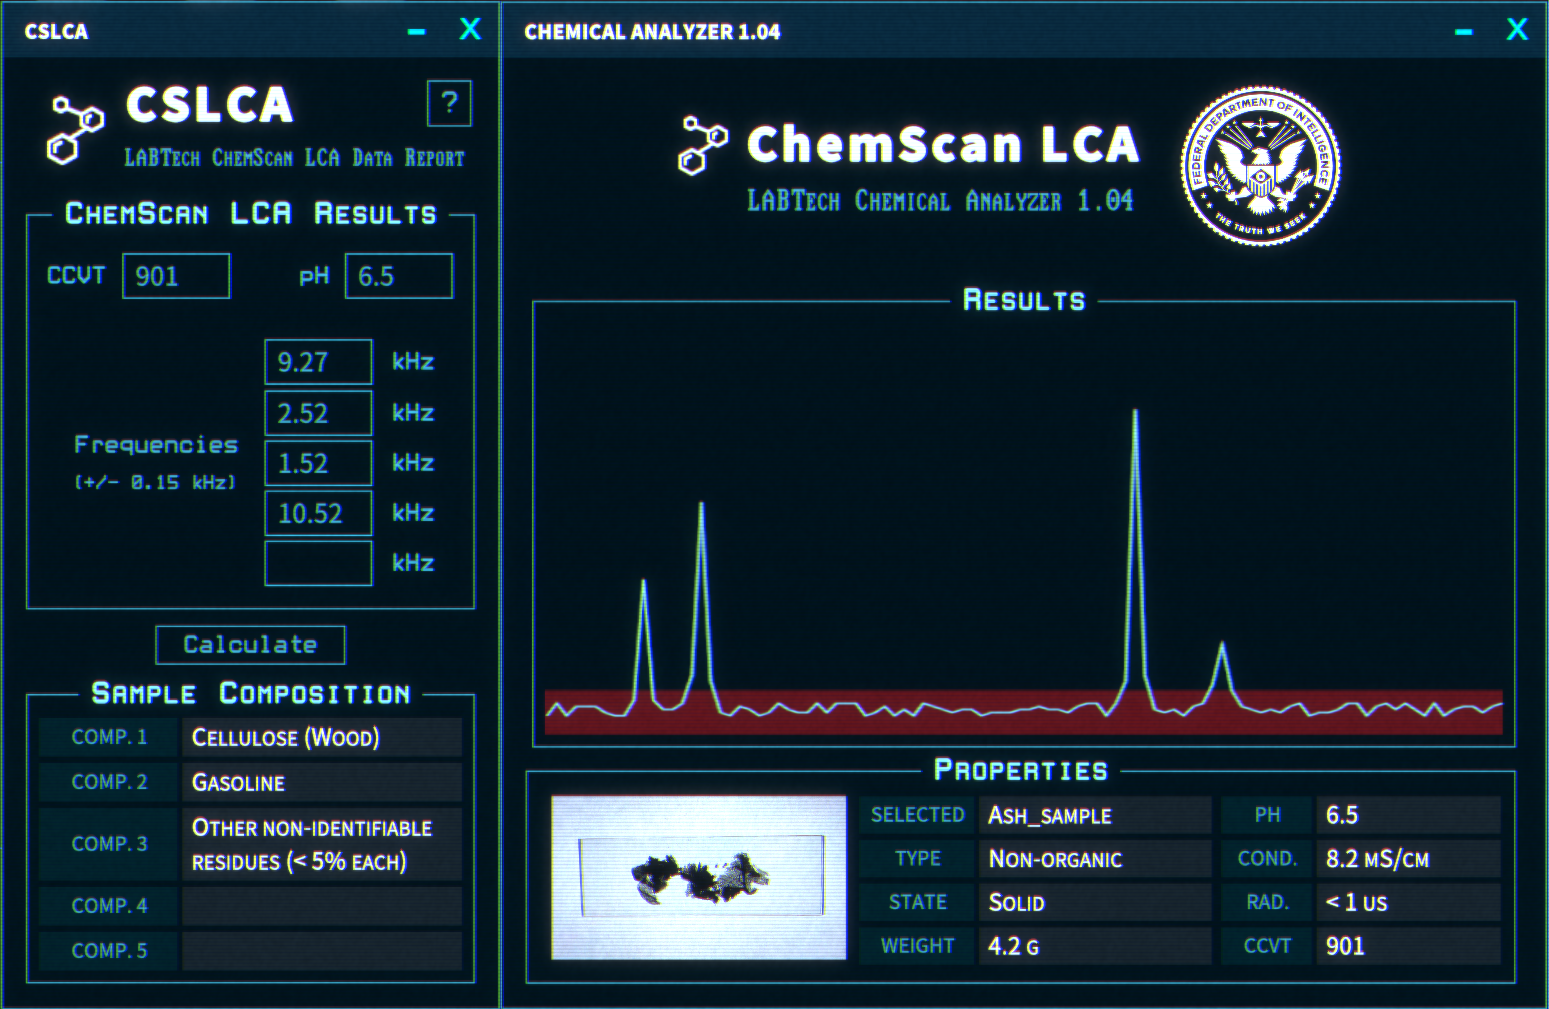 CSLCA
CSLCA
?
LABTech ChemScan LCA Data Report
ChemScan LCA Results
CCVT 901 pH 6.5
9.27 kHz
2.52 kHz
Frequencies
1.52 kHz
(+/- 0.15 kHz)
10.52 kHz
kHz
Calculate
Sample Composition
COMP. 1 Cellulose (Wood)
COMP. 2 Gasoline
COMP. 3 Other non-identifiable
residues (< 5% each)
COMP. 4
COMP. 5
CHEMICAL ANALYZER 1.04
ChemScan LCA
LABTech Chemical Analyzer 1.04
FEDERAL DEPARTMENT OF INTELLIGENCE
THE TRUTH WE SEEK
Results
Properties
SELECTED Ash_sample PH 6.5
TYPE Non-organic COND. 8.2 mS/cm
STATE Solid RAD. < 1 us
WEIGHT 4.2 g CCVT 901